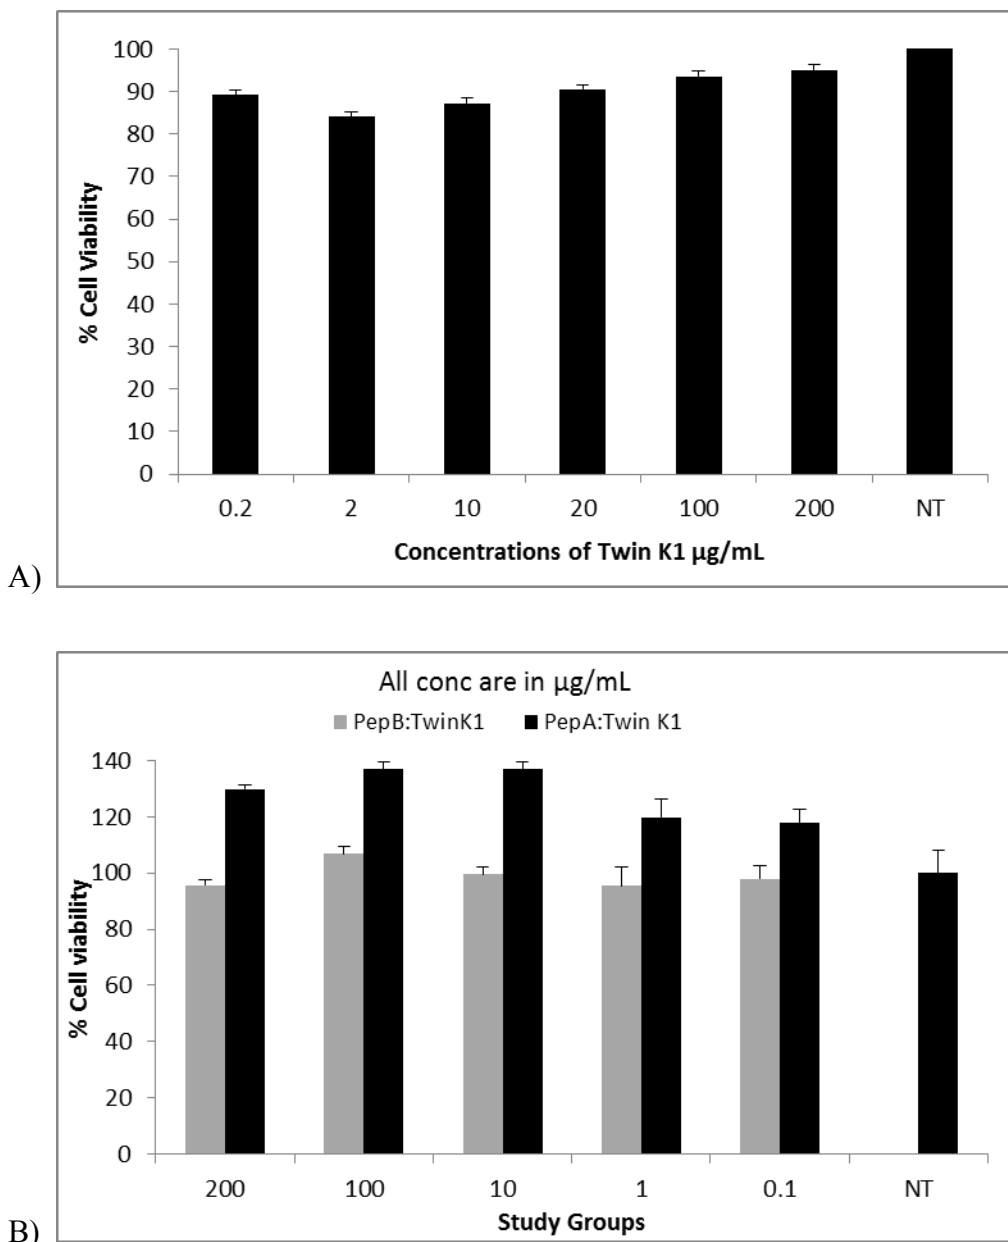 100
90
80
70
60
50
40
30
20
10
0
% Cell Viability
0.2 2 10 20 100 200 NT
Concentrations of Twin K1 µg/mL
A)
All conc are in µg/mL
PepB:TwinK1 PepA:Twin K1
140
120
100
80
60
40
20
0
% Cell viability
200 100 10 1 0.1 NT
Study Groups
B)